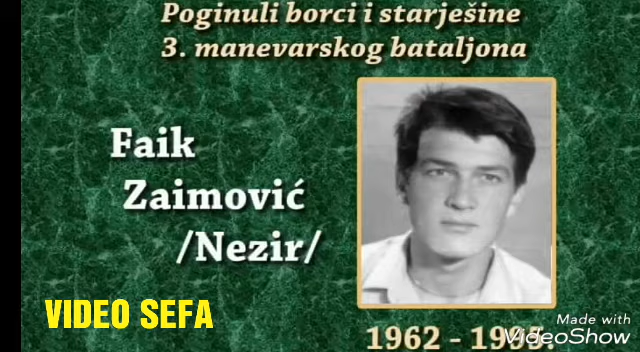 Poginuli borci i starješine
3. manevarskog bataljona
Faik
Zaimović
/Nezir/
VIDEO SEFA
1962 -
Made with
VideoShow